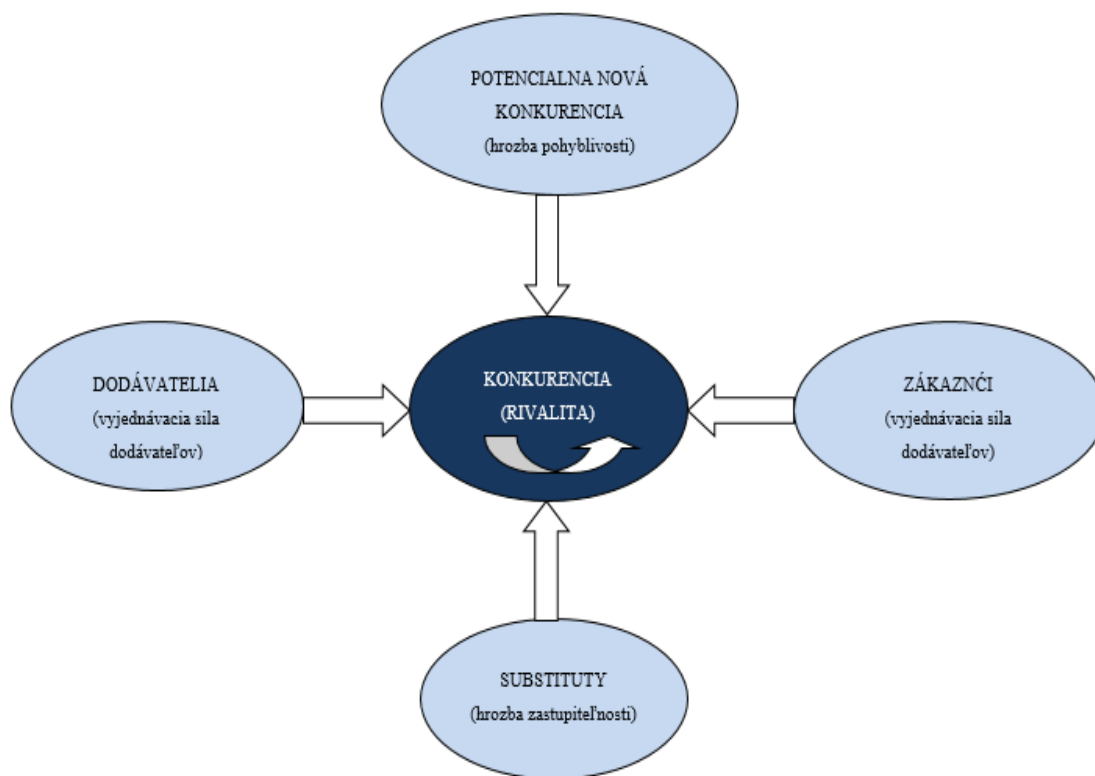 POTENCIALNA NOVÁ
KONKURENCIA
(hrozba pohyblivosti)
DODÁVATELIA
(vyjednávacia sila
dodávateľov)
KONKURENCIA
(RIVALITA)
ZÁKAZNĆI
(vyjednávacia sila
dodávateľov)
SUBSTITUTY
(hrozba zastupiteľnosti)